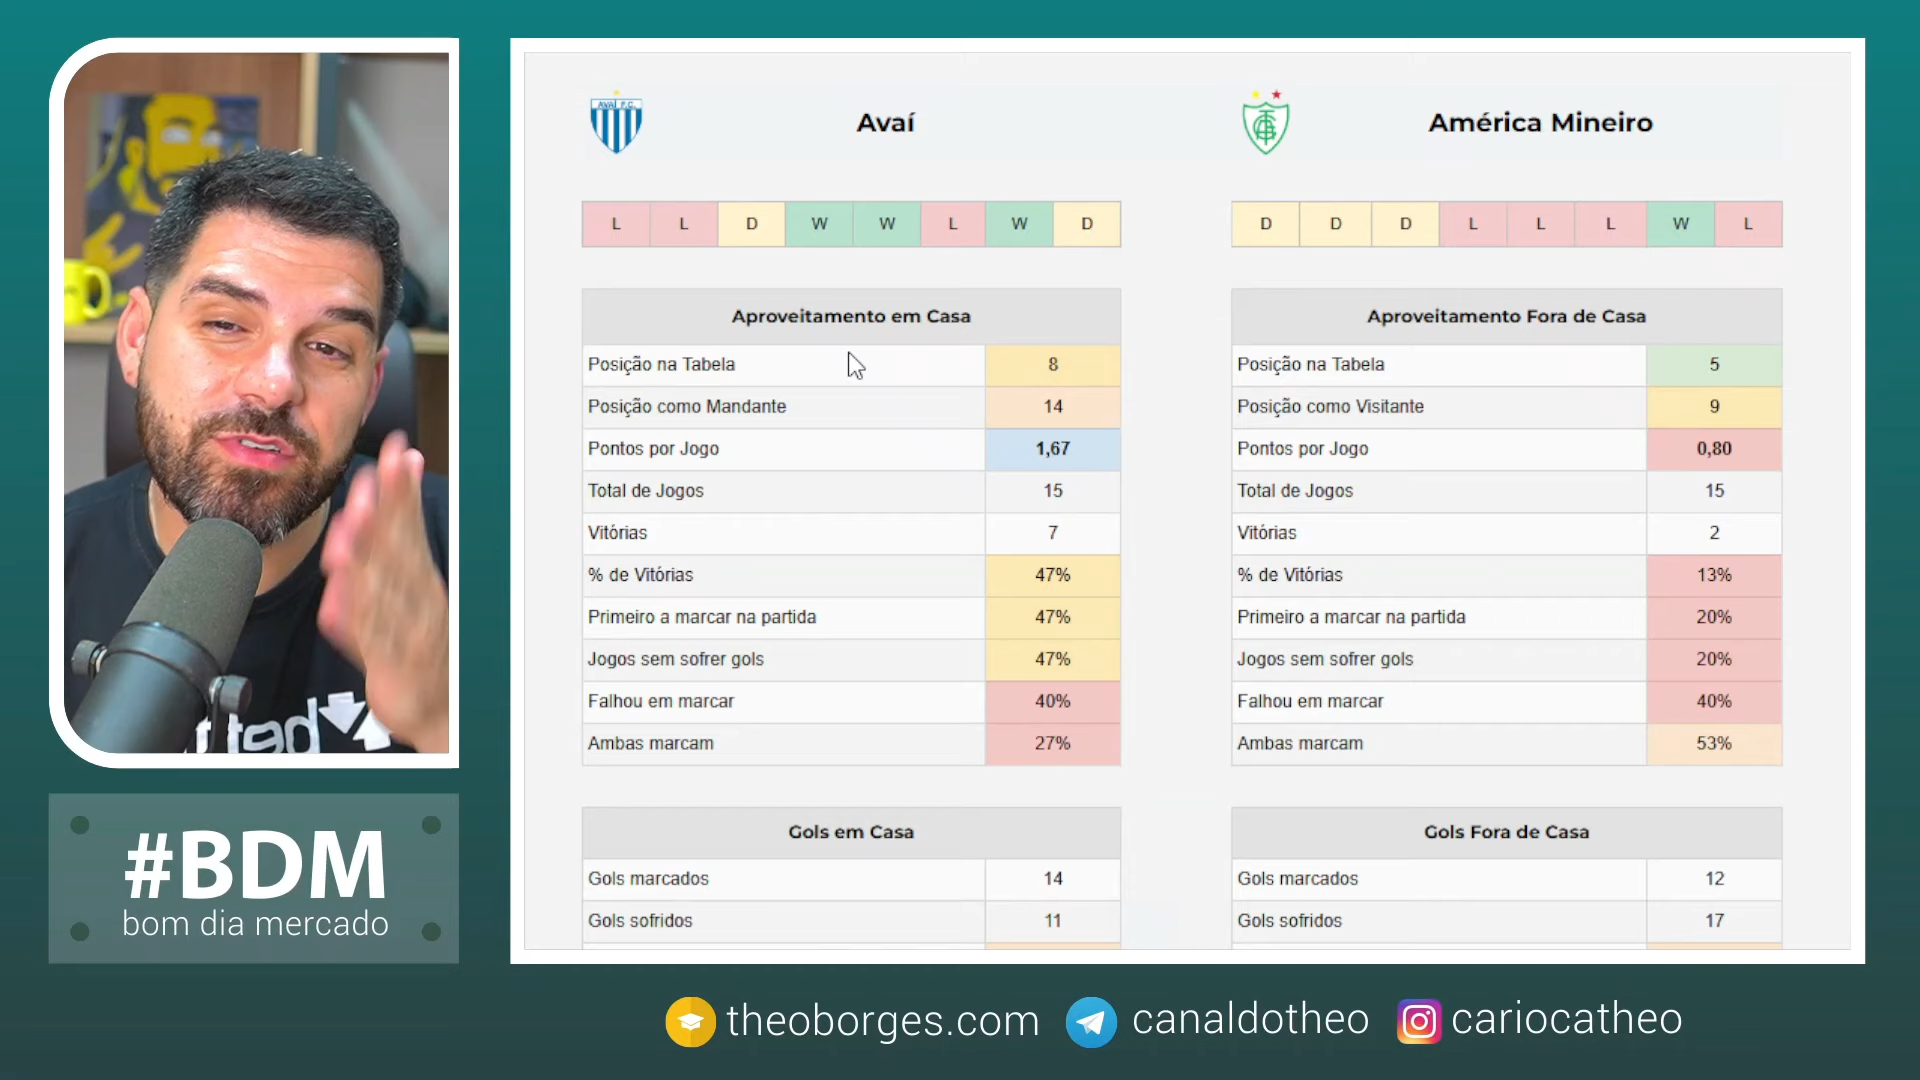 AVAÍ F.C.
Avaí
América Mineiro
L L D W W L W D
D D D L L L W L
Aproveitamento em Casa
Posição na Tabela 8
Posição como Mandante 14
Pontos por Jogo 1,67
Total de Jogos 15
Vitórias 7
% de Vitórias 47%
Primeiro a marcar na partida 47%
Jogos sem sofrer gols 47%
Falhou em marcar 40%
Ambas marcam 27%
Aproveitamento Fora de Casa
Posição na Tabela 5
Posição como Visitante 9
Pontos por Jogo 0,80
Total de Jogos 15
Vitórias 2
% de Vitórias 13%
Primeiro a marcar na partida 20%
Jogos sem sofrer gols 20%
Falhou em marcar 40%
Ambas marcam 53%
Gols em Casa
Gols marcados 14
Gols sofridos 11
Gols Fora de Casa
Gols marcados 12
Gols sofridos 17
#BDM
bom dia mercado
theoborges.com
canaldotheo
cariocatheo